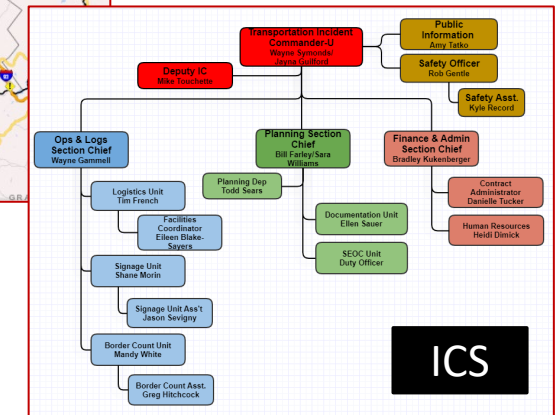 Transportation Incident
Commander-U
Wayne Symonds/
Jayne Guilford
Public
Information
Amy Tatko
Safety Officer
Rob Gentle
Safety Asst.
Kyle Record
Deputy IC
Mike Touchette
Ops & Logs
Section Chief
Wayne Gammell
Planning Section
Chief
Bill Farley/Sara
Williams
Finance & Admin
Section Chief
Bradley Kukenberger
Logistics Unit
Tim French
Facilities
Coordinator
Eileen Blake-
Sayers
Signage Unit
Shane Morin
Signage Unit Ass't
Jason Sevigny
Border Count Unit
Mandy White
Border Count Asst.
Greg Hitchcock
Planning Dep
Todd Sears
Documentation Unit
Ellen Sauer
SEOC Unit
Duty Officer
Contract
Administrator
Danielle Tucker
Human Resources
Heidi Dimick
ICS